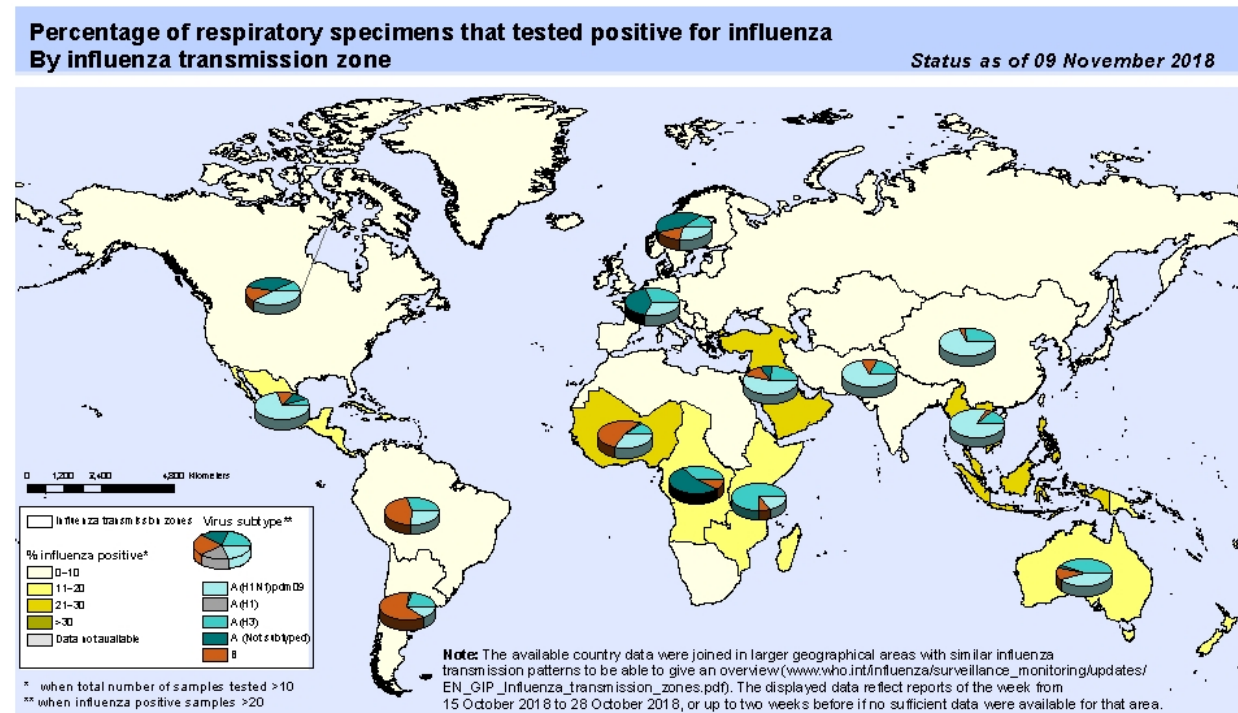 Percentage of respiratory specimens that tested positive for influenza
By influenza transmission zone
Status as of 09 November 2018
0 1,200 2,400 4,800 Kilometers
Influenza transmission zones
Virus subtype**
% influenza positive*
0-10
11-20
21-30
>30
Data not available
A(H1N1)pdm09
A(H1)
A(H3)
A (Not subtyped)
B
* when total number of samples tested >10
** when influenza positive samples >20
Note: The available country data were joined in larger geographical areas with similar influenza
transmission patterns to be able to give an overview (www.who.int/influenza/surveillance_monitoring/updates/
EN_GIP_Influenza_transmission_zones.pdf). The displayed data reflect reports of the week from
15 October 2018 to 28 October 2018, or up to two weeks before if no sufficient data were available for that area.